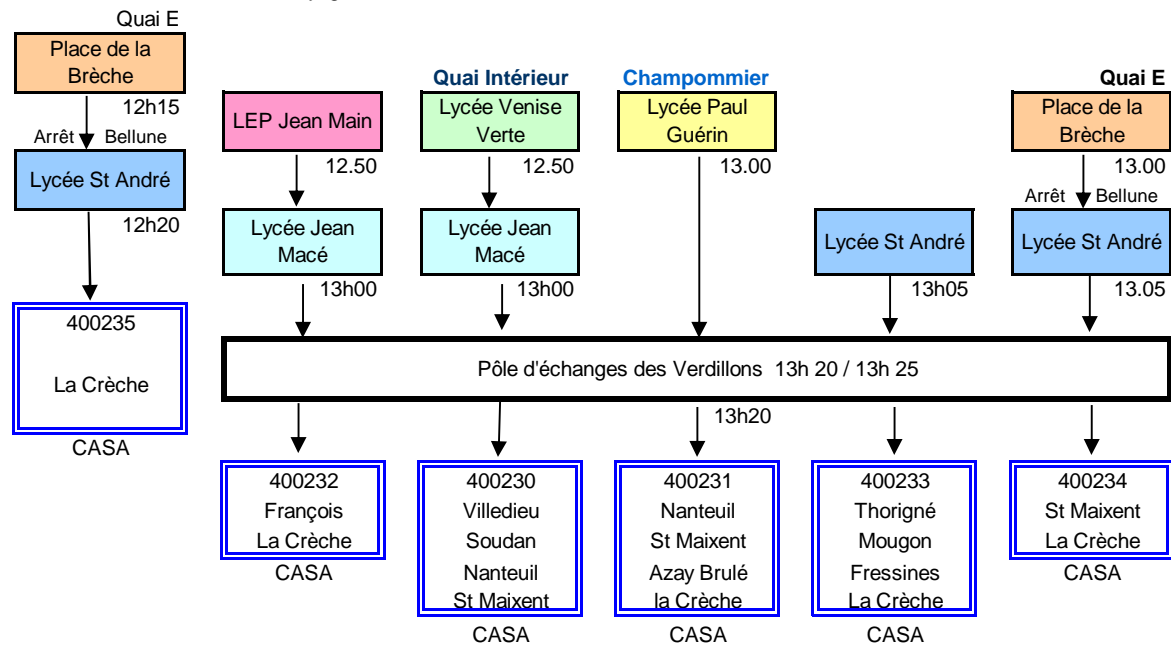 Quai E
Place de la
Brèche
12h15
Arrêt Bellune
Lycée St André
12h20
400235
La Crèche
CASA
LEP Jean Main
12.50
Lycée Jean
Macé
13h00
Quai Intérieur
Lycée Venise
Verte
12.50
Lycée Jean
Macé
13h00
Champommier
Lycée Paul
Guérin
13.00
Lycée St André
13h05
Quai E
Place de la
Brèche
13.00
Arrêt Bellune
Lycée St André
13.05
Pôle d'échanges des Verdillons 13h 20 / 13h 25
13h20
400232
François
La Crèche
CASA
400230
Villedieu
Soudan
Nanteuil
St Maixent
CASA
400231
Nanteuil
St Maixent
Azay Brulé
la Crèche
CASA
400233
Thorigné
Mougon
Fressines
La Crèche
CASA
400234
St Maixent
La Crèche
CASA